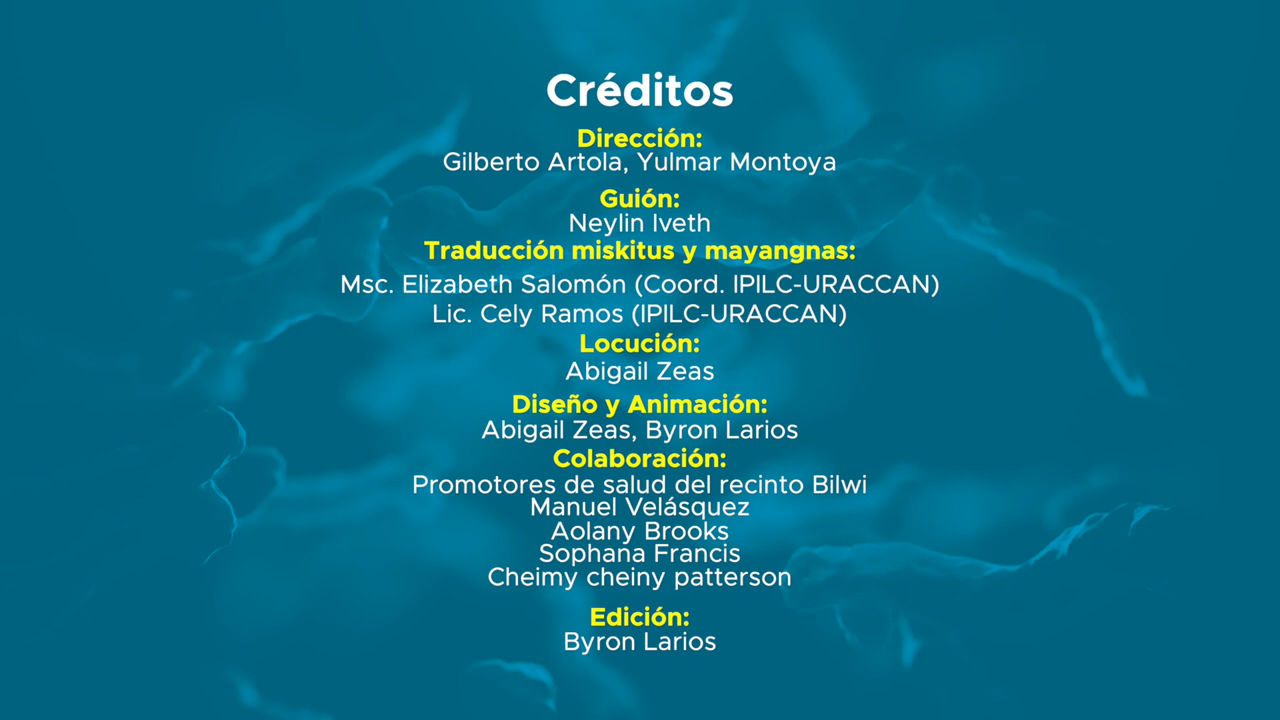 Créditos
Dirección:
Gilberto Artola, Yulmar Montoya
Guión:
Neylin Iveth
Traducción miskitus y mayangnas:
Msc. Elizabeth Salomón (Coord. IPILC-URACCAN)
Lic. Cely Ramos (IPILC-URACCAN)
Locución:
Abigail Zeas
Diseño y Animación:
Abigail Zeas, Byron Larios
Colaboración:
Promotores de salud del recinto Bilwi
Manuel Velásquez
Aolany Brooks
Sophana Francis
Cheimy cheiny patterson
Edición:
Byron Larios